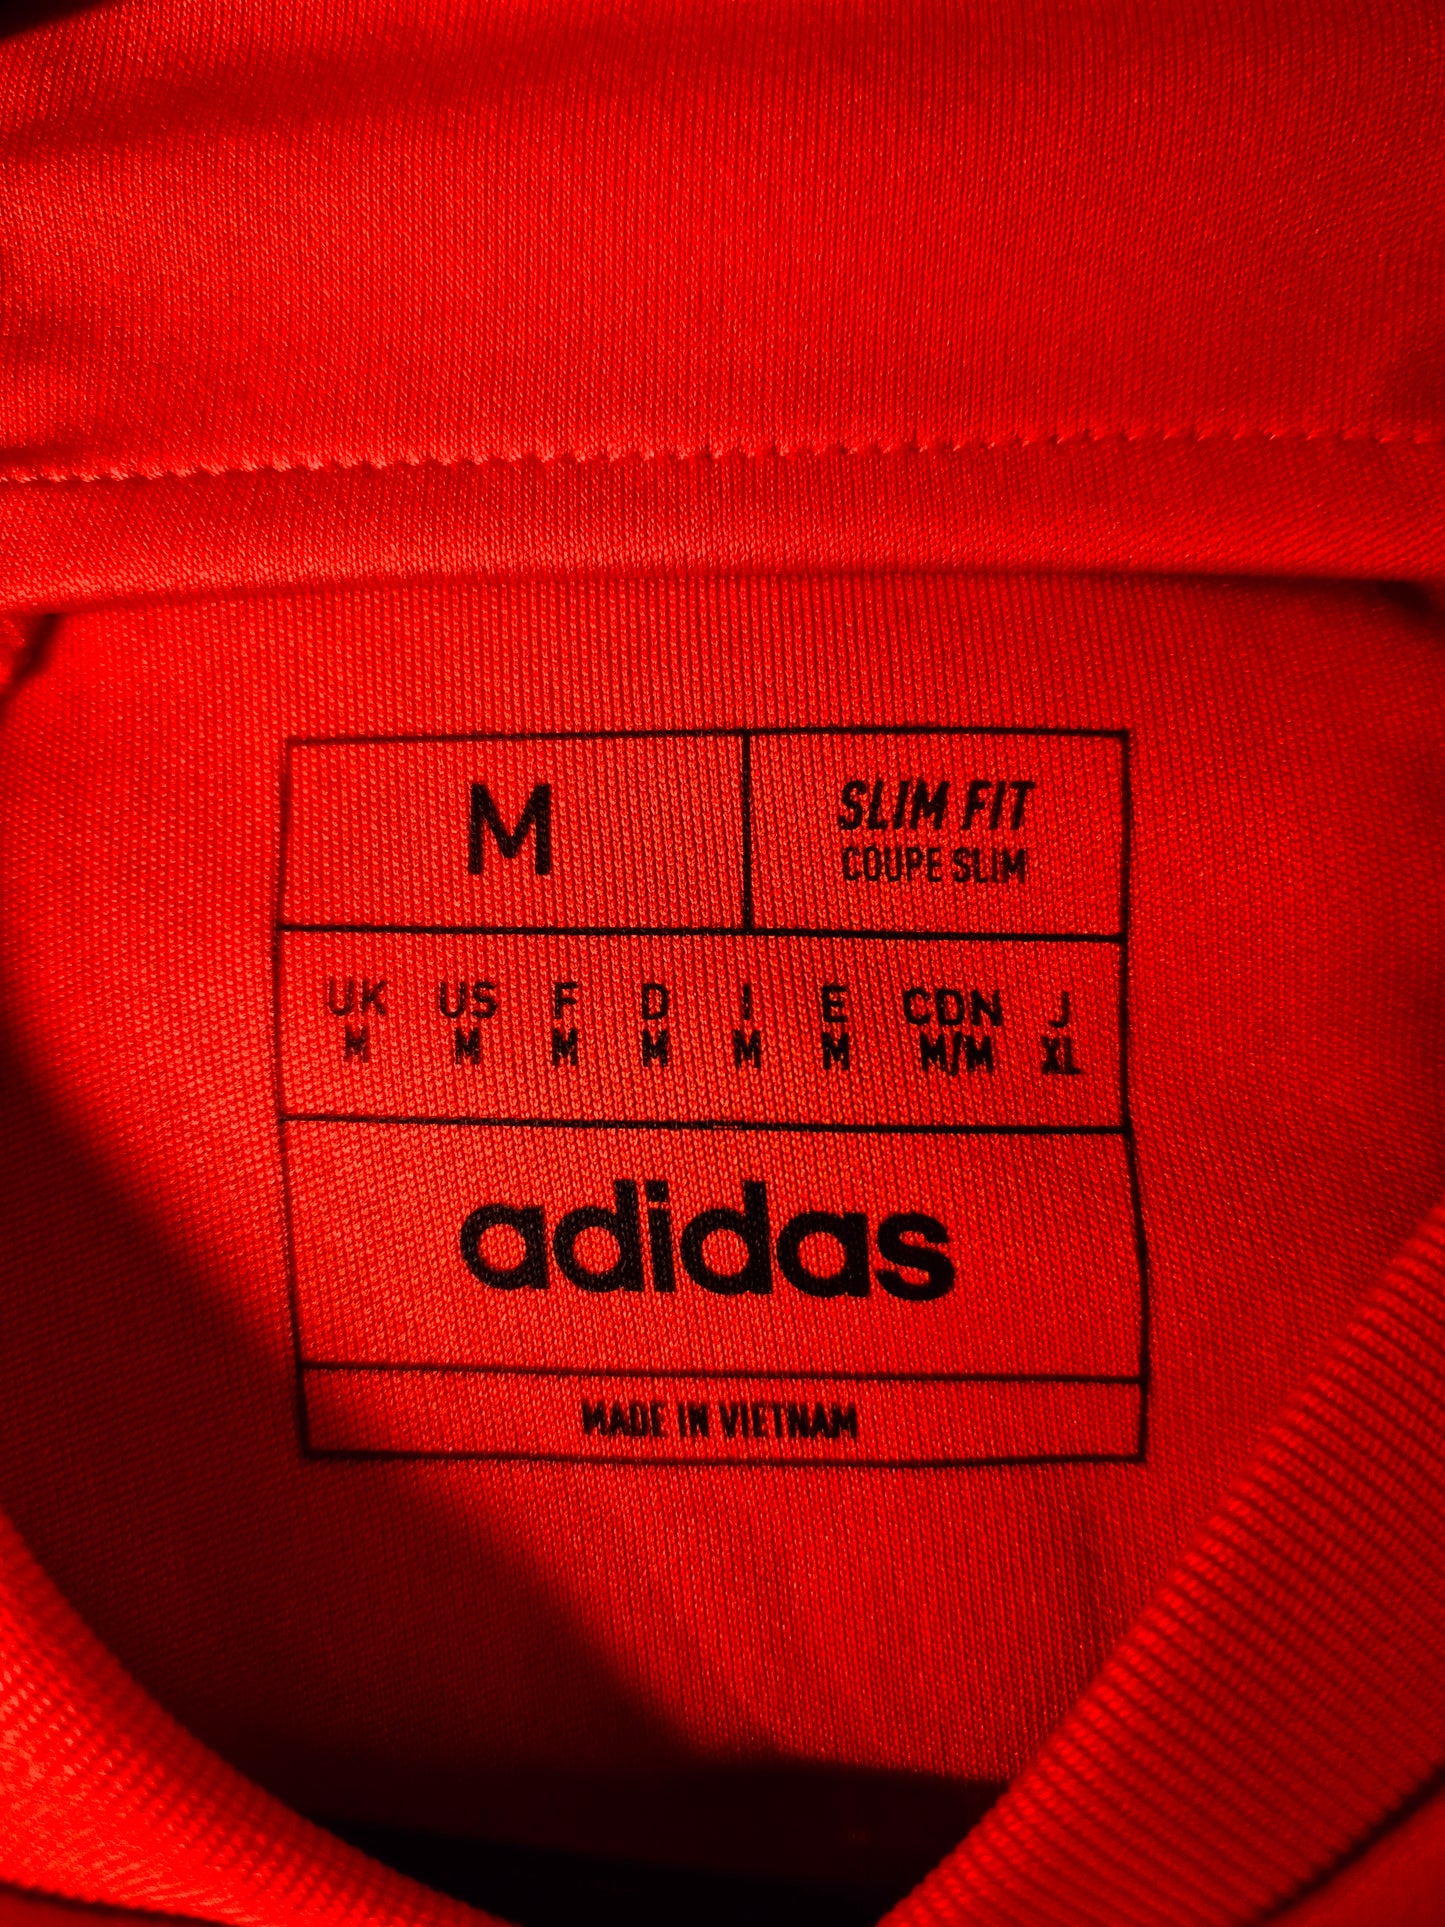 M
SLIM FIT
COUPE SLIM
UK US F D I E CDN J
M M M M M M M/M XL
adidas
MADE IN VIETNAM